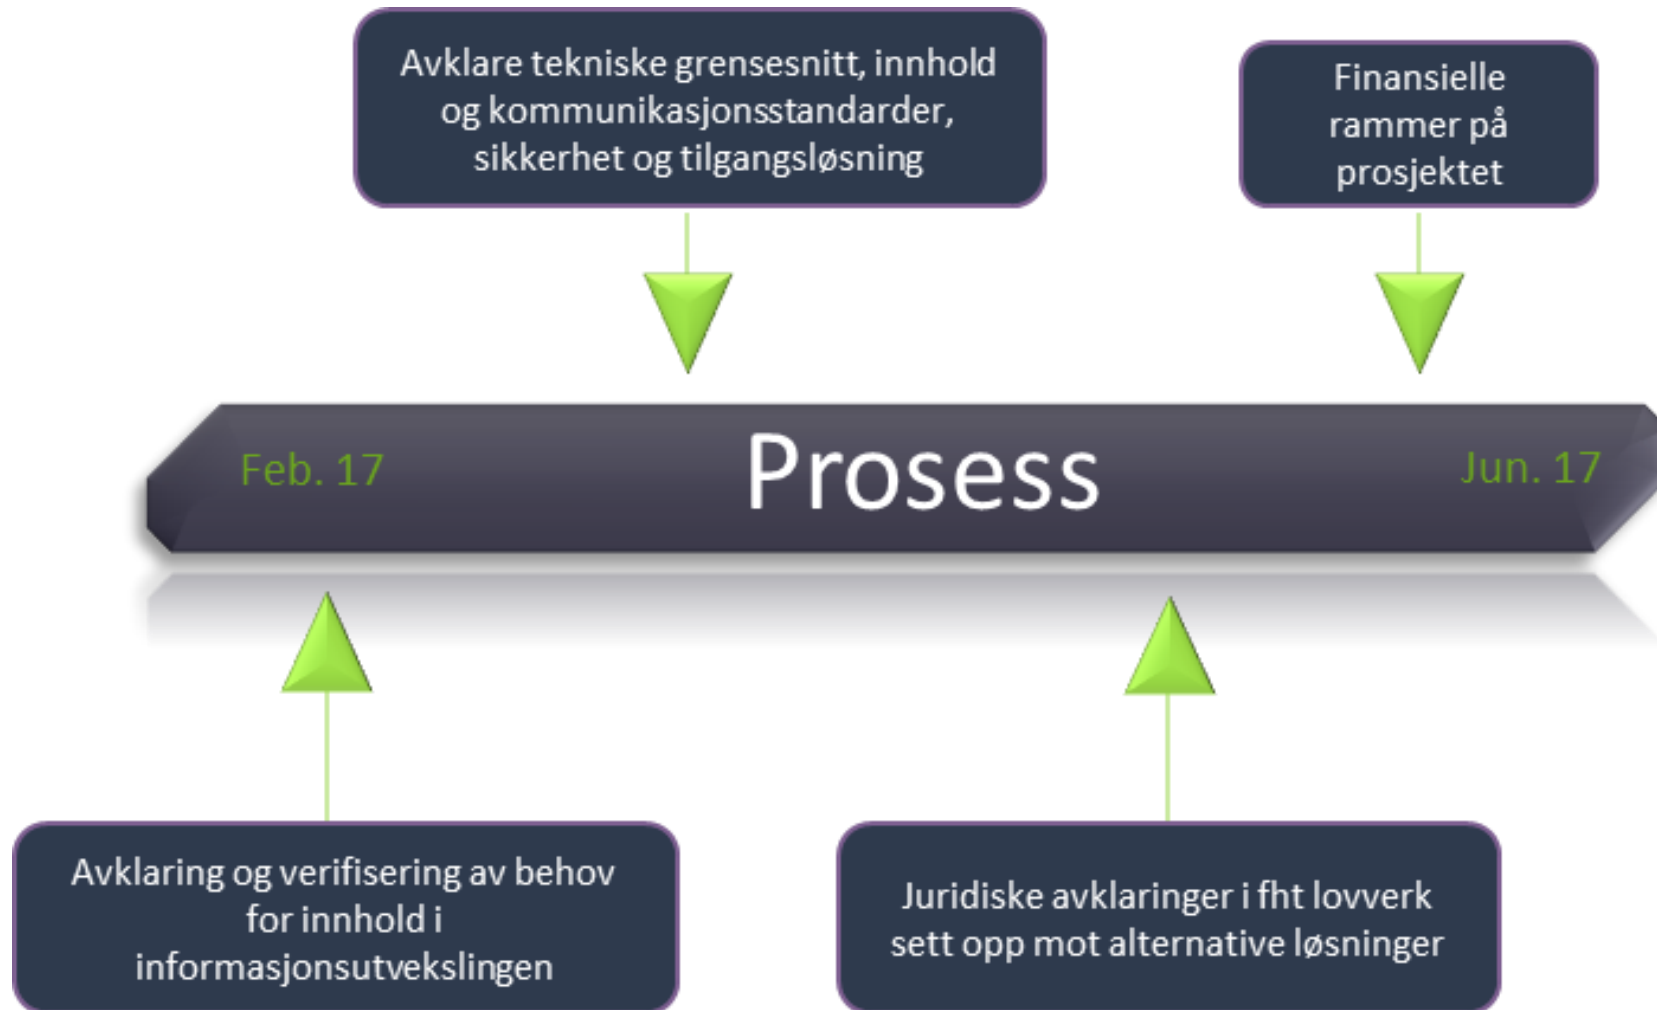 Avklare tekniske grensesnitt, innhold
og kommunikasjonsstandarder,
sikkerhet og tilgangsløsning
Finansielle
rammer på
prosjektet
Feb. 17
Prosess
Jun. 17
Avklaring og verifisering av behov
for innhold i
informasjonsutvekslingen
Juridiske avklaringer i fht lovverk
sett opp mot alternative løsninger